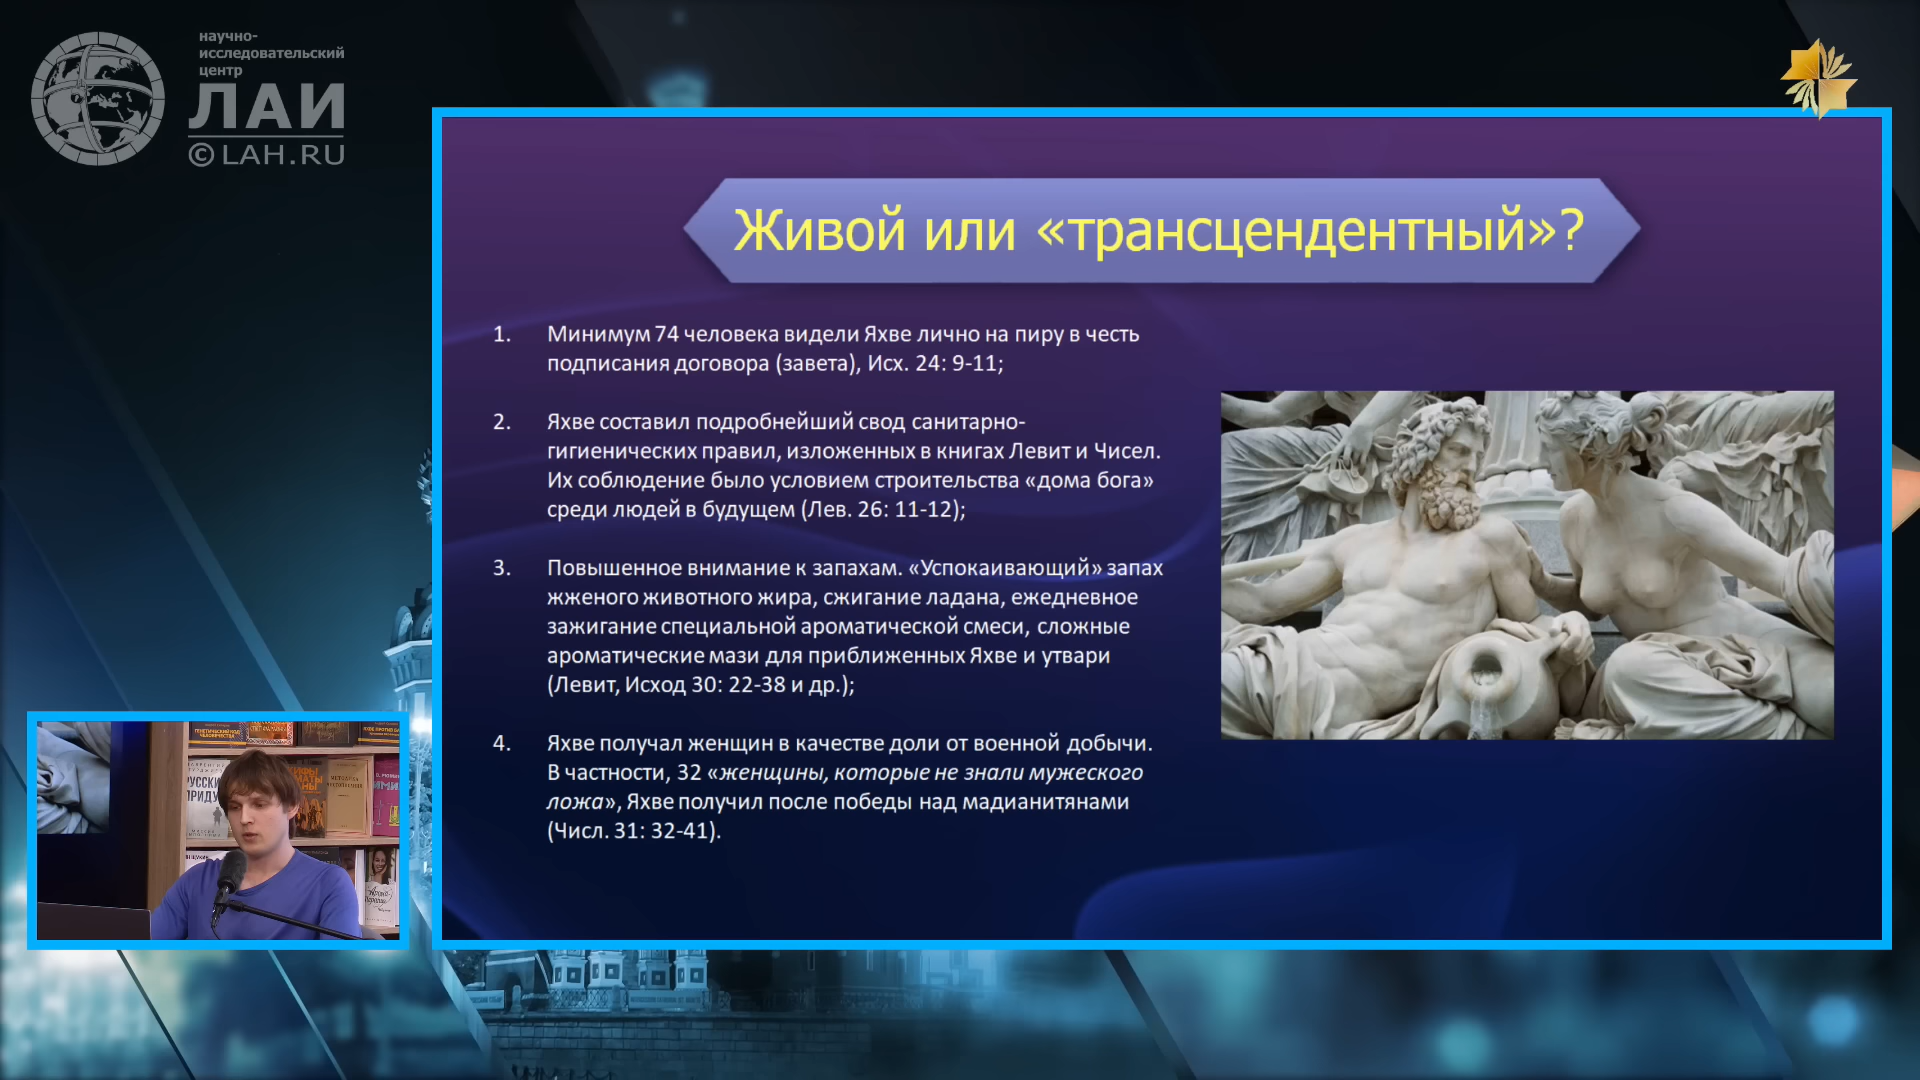 научно-
исследовательский
центр
ЛАИ
© LAH.RU
Живой или «трансцендентный»?
1. Минимум 74 человека видели Яхве лично на пиру в честь
подписания договора (завета), Исх. 24: 9-11;
2. Яхве составил подробнейший свод санитарно-
гигиенических правил, изложенных в книгах Левит и Чисел.
Их соблюдение было условием строительства «дома бога»
среди людей в будущем (Лев. 26: 11-12);
3. Повышенное внимание к запахам. «Успокаивающий» запах
жженого животного жира, сжигание ладана, ежедневное
зажигание специальной ароматической смеси, сложные
ароматические мази для приближенных Яхве и утвари
(Левит, Исход 30: 22-38 и др.);
4. Яхве получал женщин в качестве доли от военной добычи.
В частности, 32 «женщины, которые не знали мужеского
ложа», Яхве получил после победы над мадианитянами
(Числ. 31: 32-41).
ГЕНЕТИЧЕСКИЙ КОД
ЧЕЛОВЕЧЕСТВА
РУССКИ
ПРИДУ